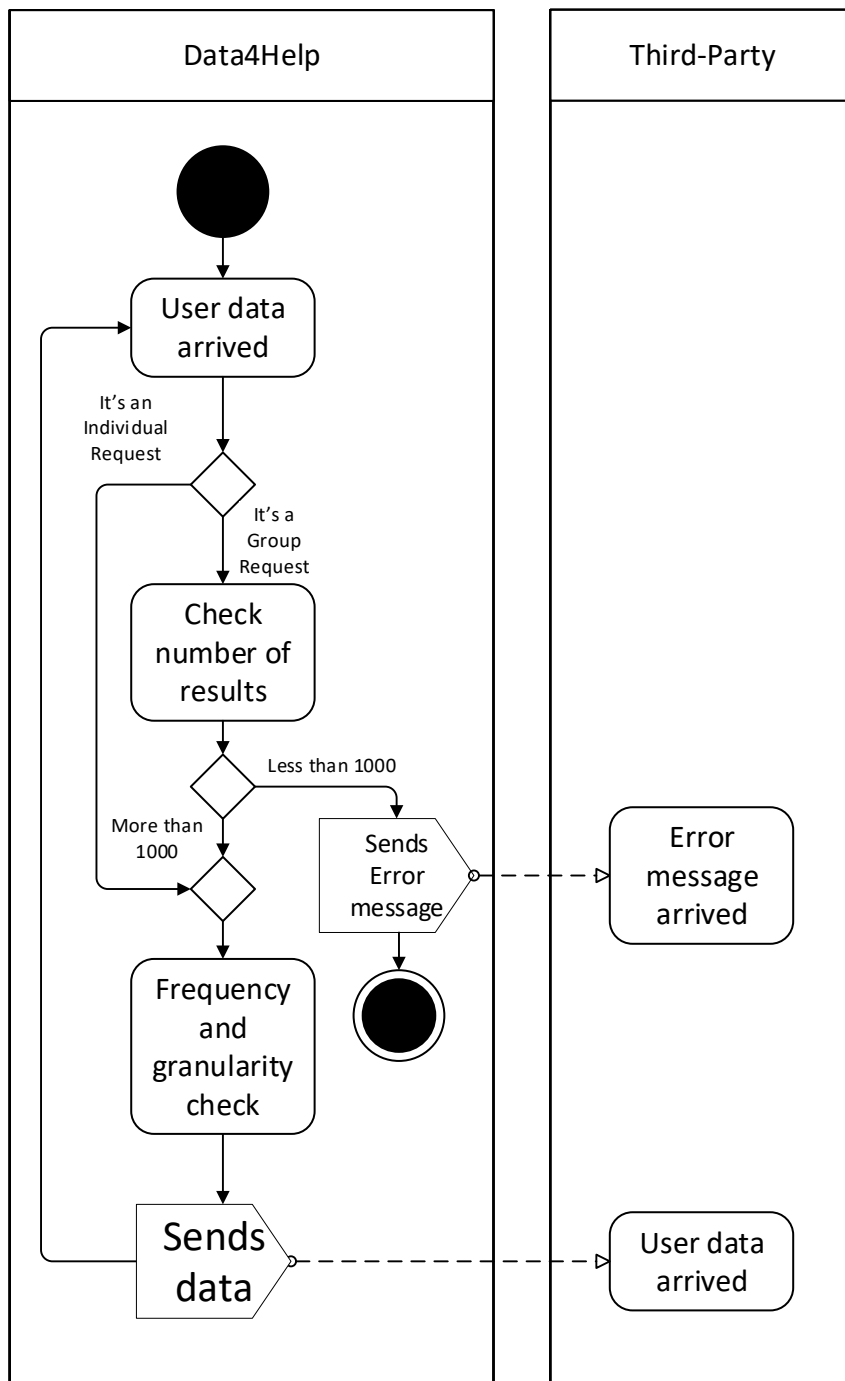 Data4Help
Third-Party
User data
arrived
It's an
Individual
Request
It's a
Group
Request
Check
number of
results
Less than 1000
More than
1000
Sends
Error
message
Error
message
arrived
Frequency
and
granularity
check
Sends
data
User data
arrived